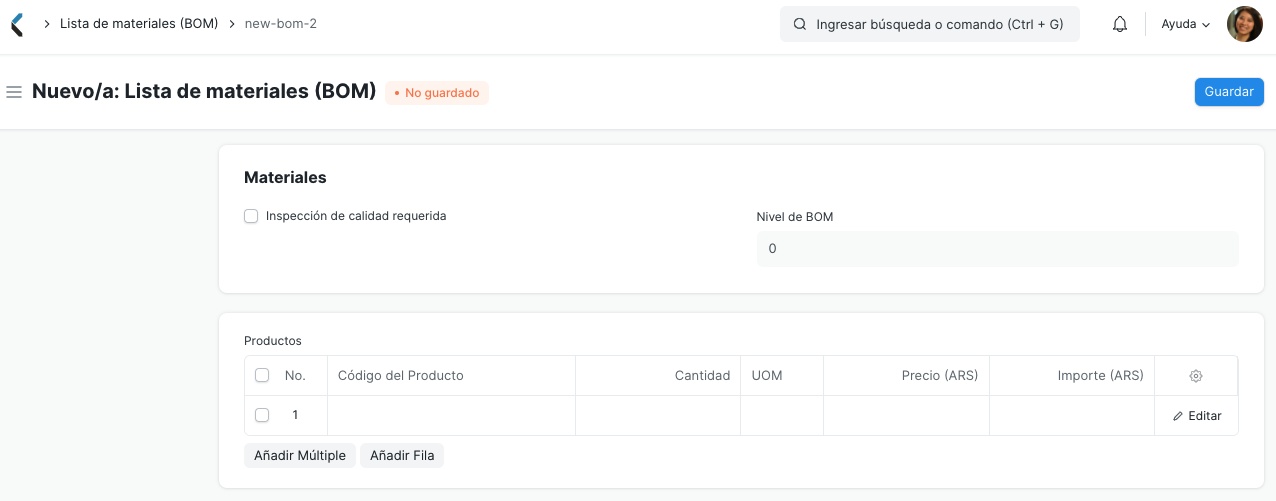 Lista de materiales (BOM) new-bom-2 Ingresar búsqueda o comando (Ctrl + G) Ayuda
Nuevo/a: Lista de materiales (BOM) • No guardado Guardar
Materiales
Inspección de calidad requerida
Nivel de BOM
0
Productos
No. Código del Producto Cantidad UOM Precio (ARS) Importe (ARS)
1 Editar
Añadir Múltiple Añadir Fila